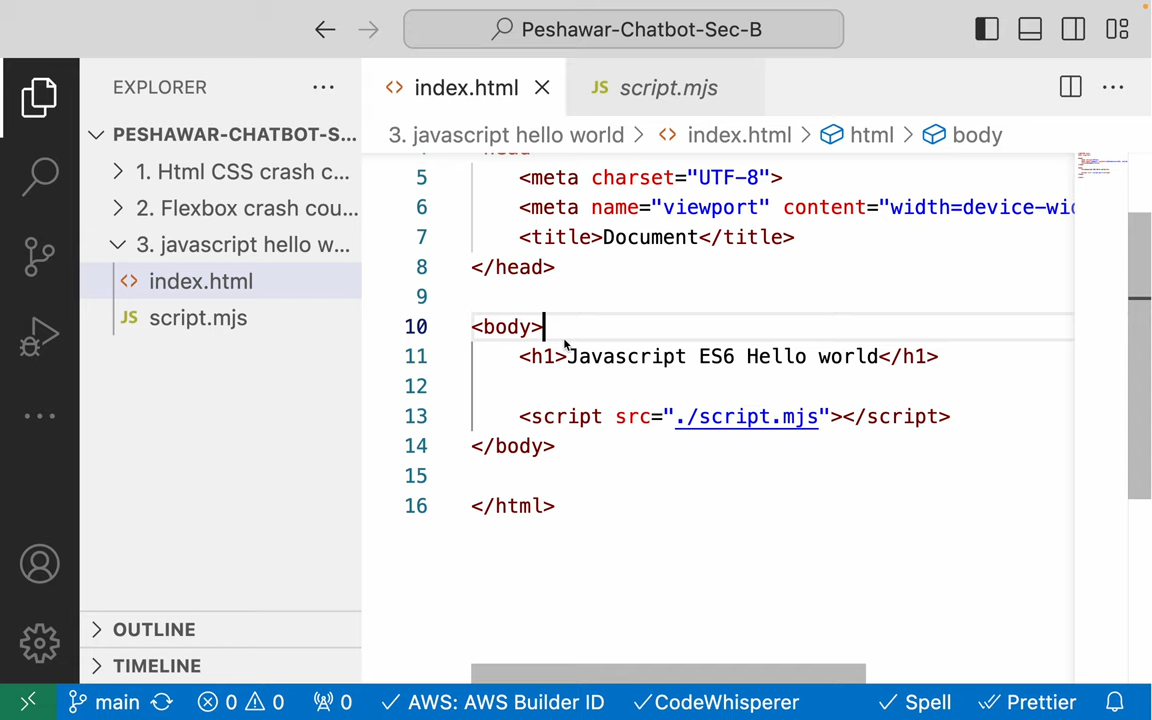 Peshawar-Chatbot-Sec-B
EXPLORER
PESHAWAR-CHATBOT-S...
1. Html CSS crash c...
2. Flexbox crash cou...
3. javascript hello w...
index.html
JS script.mjs
OUTLINE
TIMELINE
index.html
JS script.mjs
3. javascript hello world > index.html > html > body
5 <meta charset="UTF-8">
6 <meta name="viewport" content="width=device-wid
7 <title>Document</title>
8 </head>
9
10 <body>
11 <h1>Javascript ES6 Hello world</h1>
12
13 <script src="./script.mjs"></script>
14 </body>
15
16 </html>
main 0 0 0 AWS: AWS Builder ID CodeWhisperer Spell Prettier